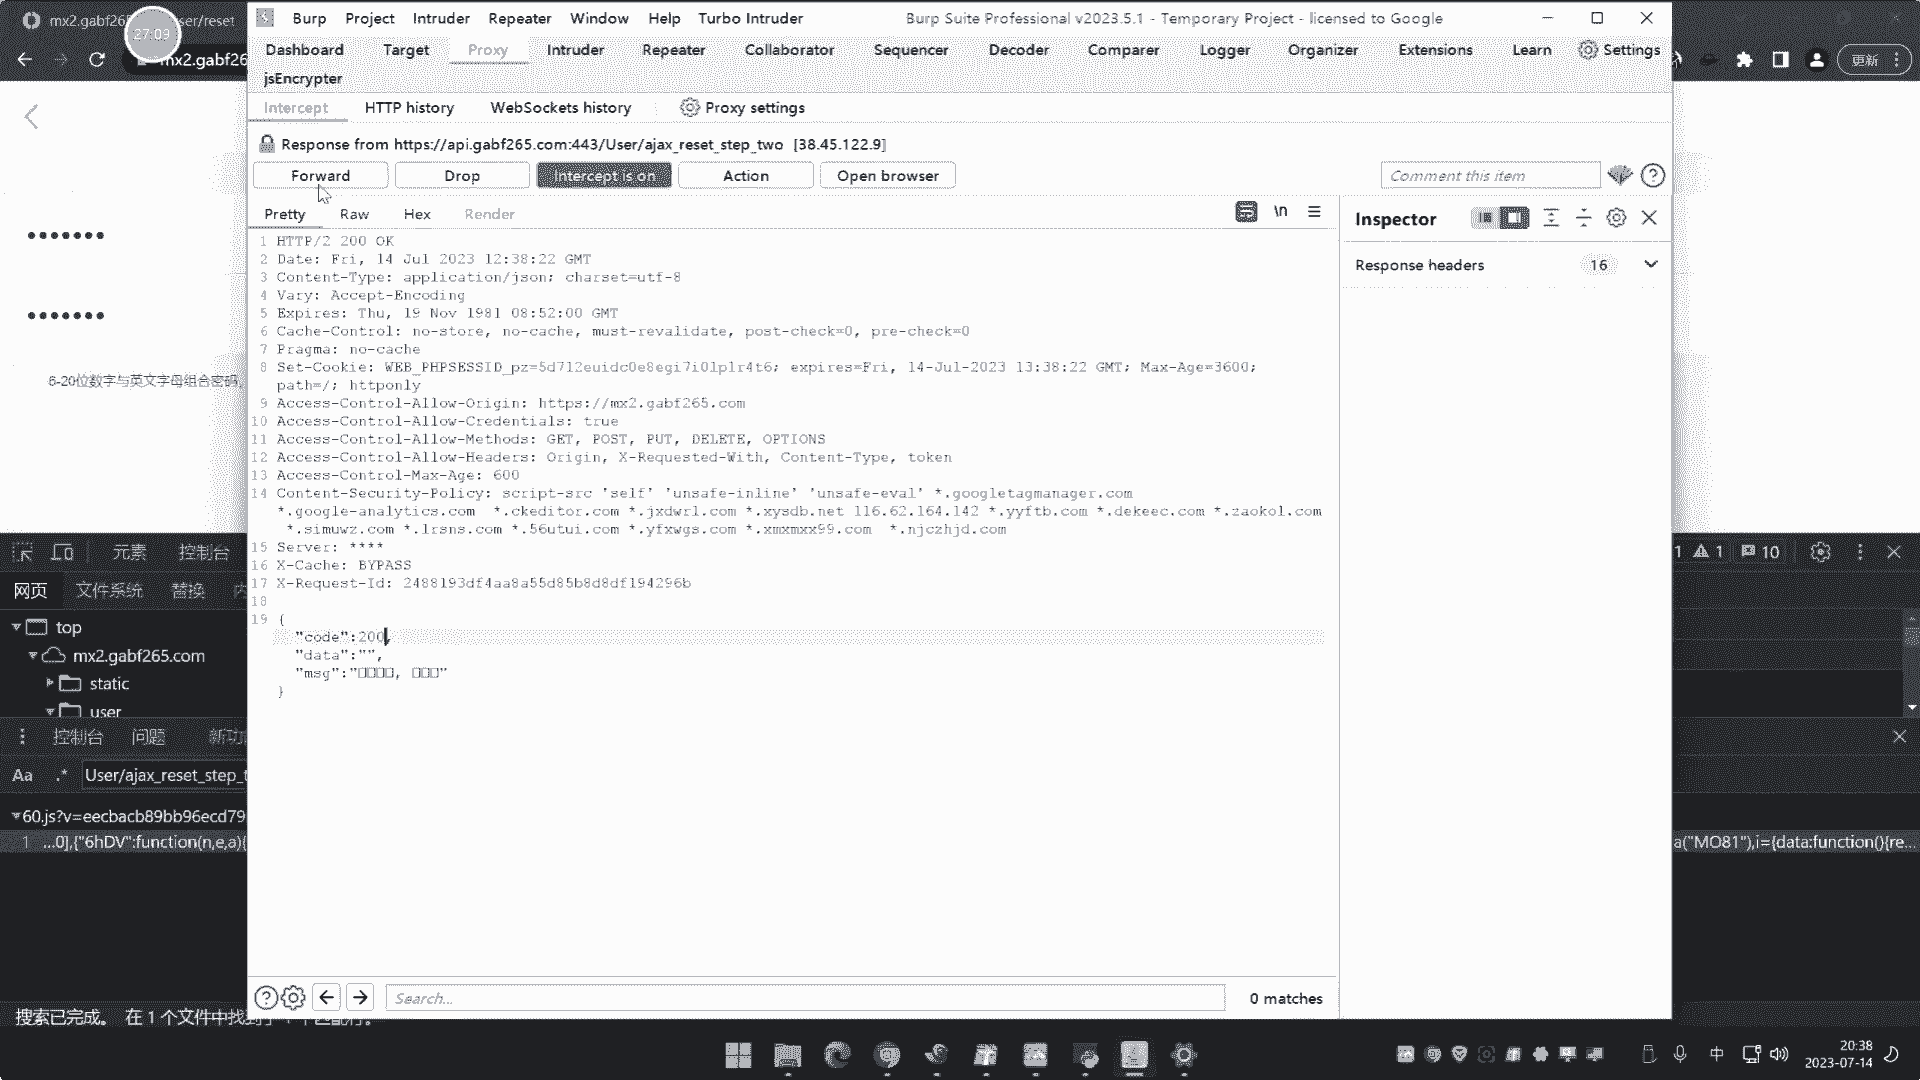 mx2.gabf265
ser/reset
27:09
mx2.gabf26
更新
Burp Project Intruder Repeater Window Help Turbo Intruder
Burp Suite Professional v2023.5.1 - Temporary Project - licensed to Google
Dashboard Target Proxy Intruder Repeater Collaborator Sequencer Decoder Comparer Logger Organizer Extensions Learn Settings
jsEncrypter
Intercept HTTP history WebSockets history Proxy settings
Response from https://api.gabf265.com:443/User/ajax_reset_step_two [38.45.122.9]
Forward Drop Intercept is on Action Open browser Comment this item
Pretty Raw Hex Render \n
Inspector
Response headers 16
6-20位数字与英文字母组合密码,
1 HTTP/2 200 OK
2 Date: Fri, 14 Jul 2023 12:38:22 GMT
3 Content-Type: application/json; charset=utf-8
4 Vary: Accept-Encoding
5 Expires: Thu, 19 Nov 1981 08:52:00 GMT
6 Cache-Control: no-store, no-cache, must-revalidate, post-check=0, pre-check=0
7 Pragma: no-cache
8 Set-Cookie: WEB_PHPSESSID_pz=5d712euidc0e8egi7i01p1r4t6; expires=Fri, 14-Jul-2023 13:38:22 GMT; Max-Age=3600;
path=/; httponly
9 Access-Control-Allow-Origin: https://mx2.gabf265.com
10 Access-Control-Allow-Credentials: true
11 Access-Control-Allow-Methods: GET, POST, PUT, DELETE, OPTIONS
12 Access-Control-Allow-Headers: Origin, X-Requested-With, Content-Type, token
13 Access-Control-Max-Age: 600
14 Content-Security-Policy: script-src 'self' 'unsafe-inline' 'unsafe-eval' *.googletagmanager.com
*.google-analytics.com *.ckeditor.com *.jxdwrl.com *.xysdb.net 116.62.164.142 *.yyftb.com *.dekeec.com *.zaokol.com
*.simuwz.com *.lrsns.com *.56utui.com *.yfxwgs.com *.xmxmxx99.com *.njczhjd.com
15 Server: ****
16 X-Cache: BYPASS
17 X-Request-Id: 2488193df4aa8a55d85b8d8df194296b
18
19 {
"code":200,
"data":"",
"msg":"□□□□, □□□"
}
元素 控制台
1 1 10
网页 文件系统 替换
top
mx2.gabf265.com
static
user
控制台 问题 新功
Aa .* User/ajax_reset_step_t
60.js?v=eecbacb89bb96ecd79
1 ...0],{"6hDV":function(n,e,a){
a("MO81"),i={data:function(){re...
Search... 0 matches
搜索已完成。 在 1 个文件中找到了
中
20:38
2023-07-14